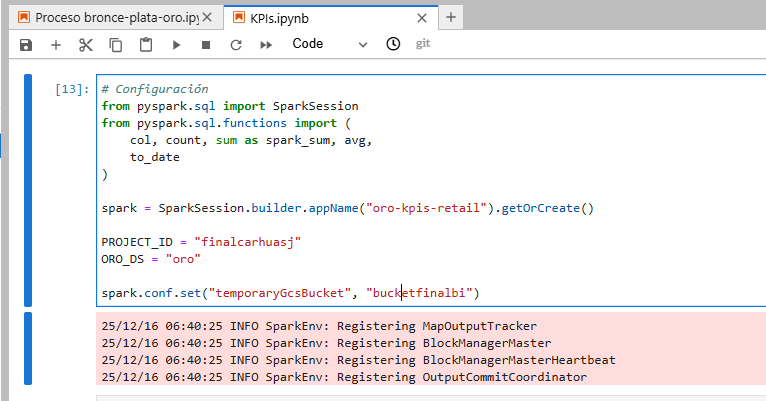 Proceso bronce-plata-oro.ipy
KPIs.ipynb
Code
git
[13]:
# Configuración
from pyspark.sql import SparkSession
from pyspark.sql.functions import (
    col, count, sum as spark_sum, avg,
    to_date
)
spark = SparkSession.builder.appName("oro-kpis-retail").getOrCreate()
PROJECT_ID = "finalcarhuasj"
ORO_DS = "oro"
spark.conf.set("temporaryGcsBucket", "bucketfinalbi")
25/12/16 06:40:25 INFO SparkEnv: Registering MapOutputTracker
25/12/16 06:40:25 INFO SparkEnv: Registering BlockManagerMaster
25/12/16 06:40:25 INFO SparkEnv: Registering BlockManagerMasterHeartbeat
25/12/16 06:40:25 INFO SparkEnv: Registering OutputCommitCoordinator